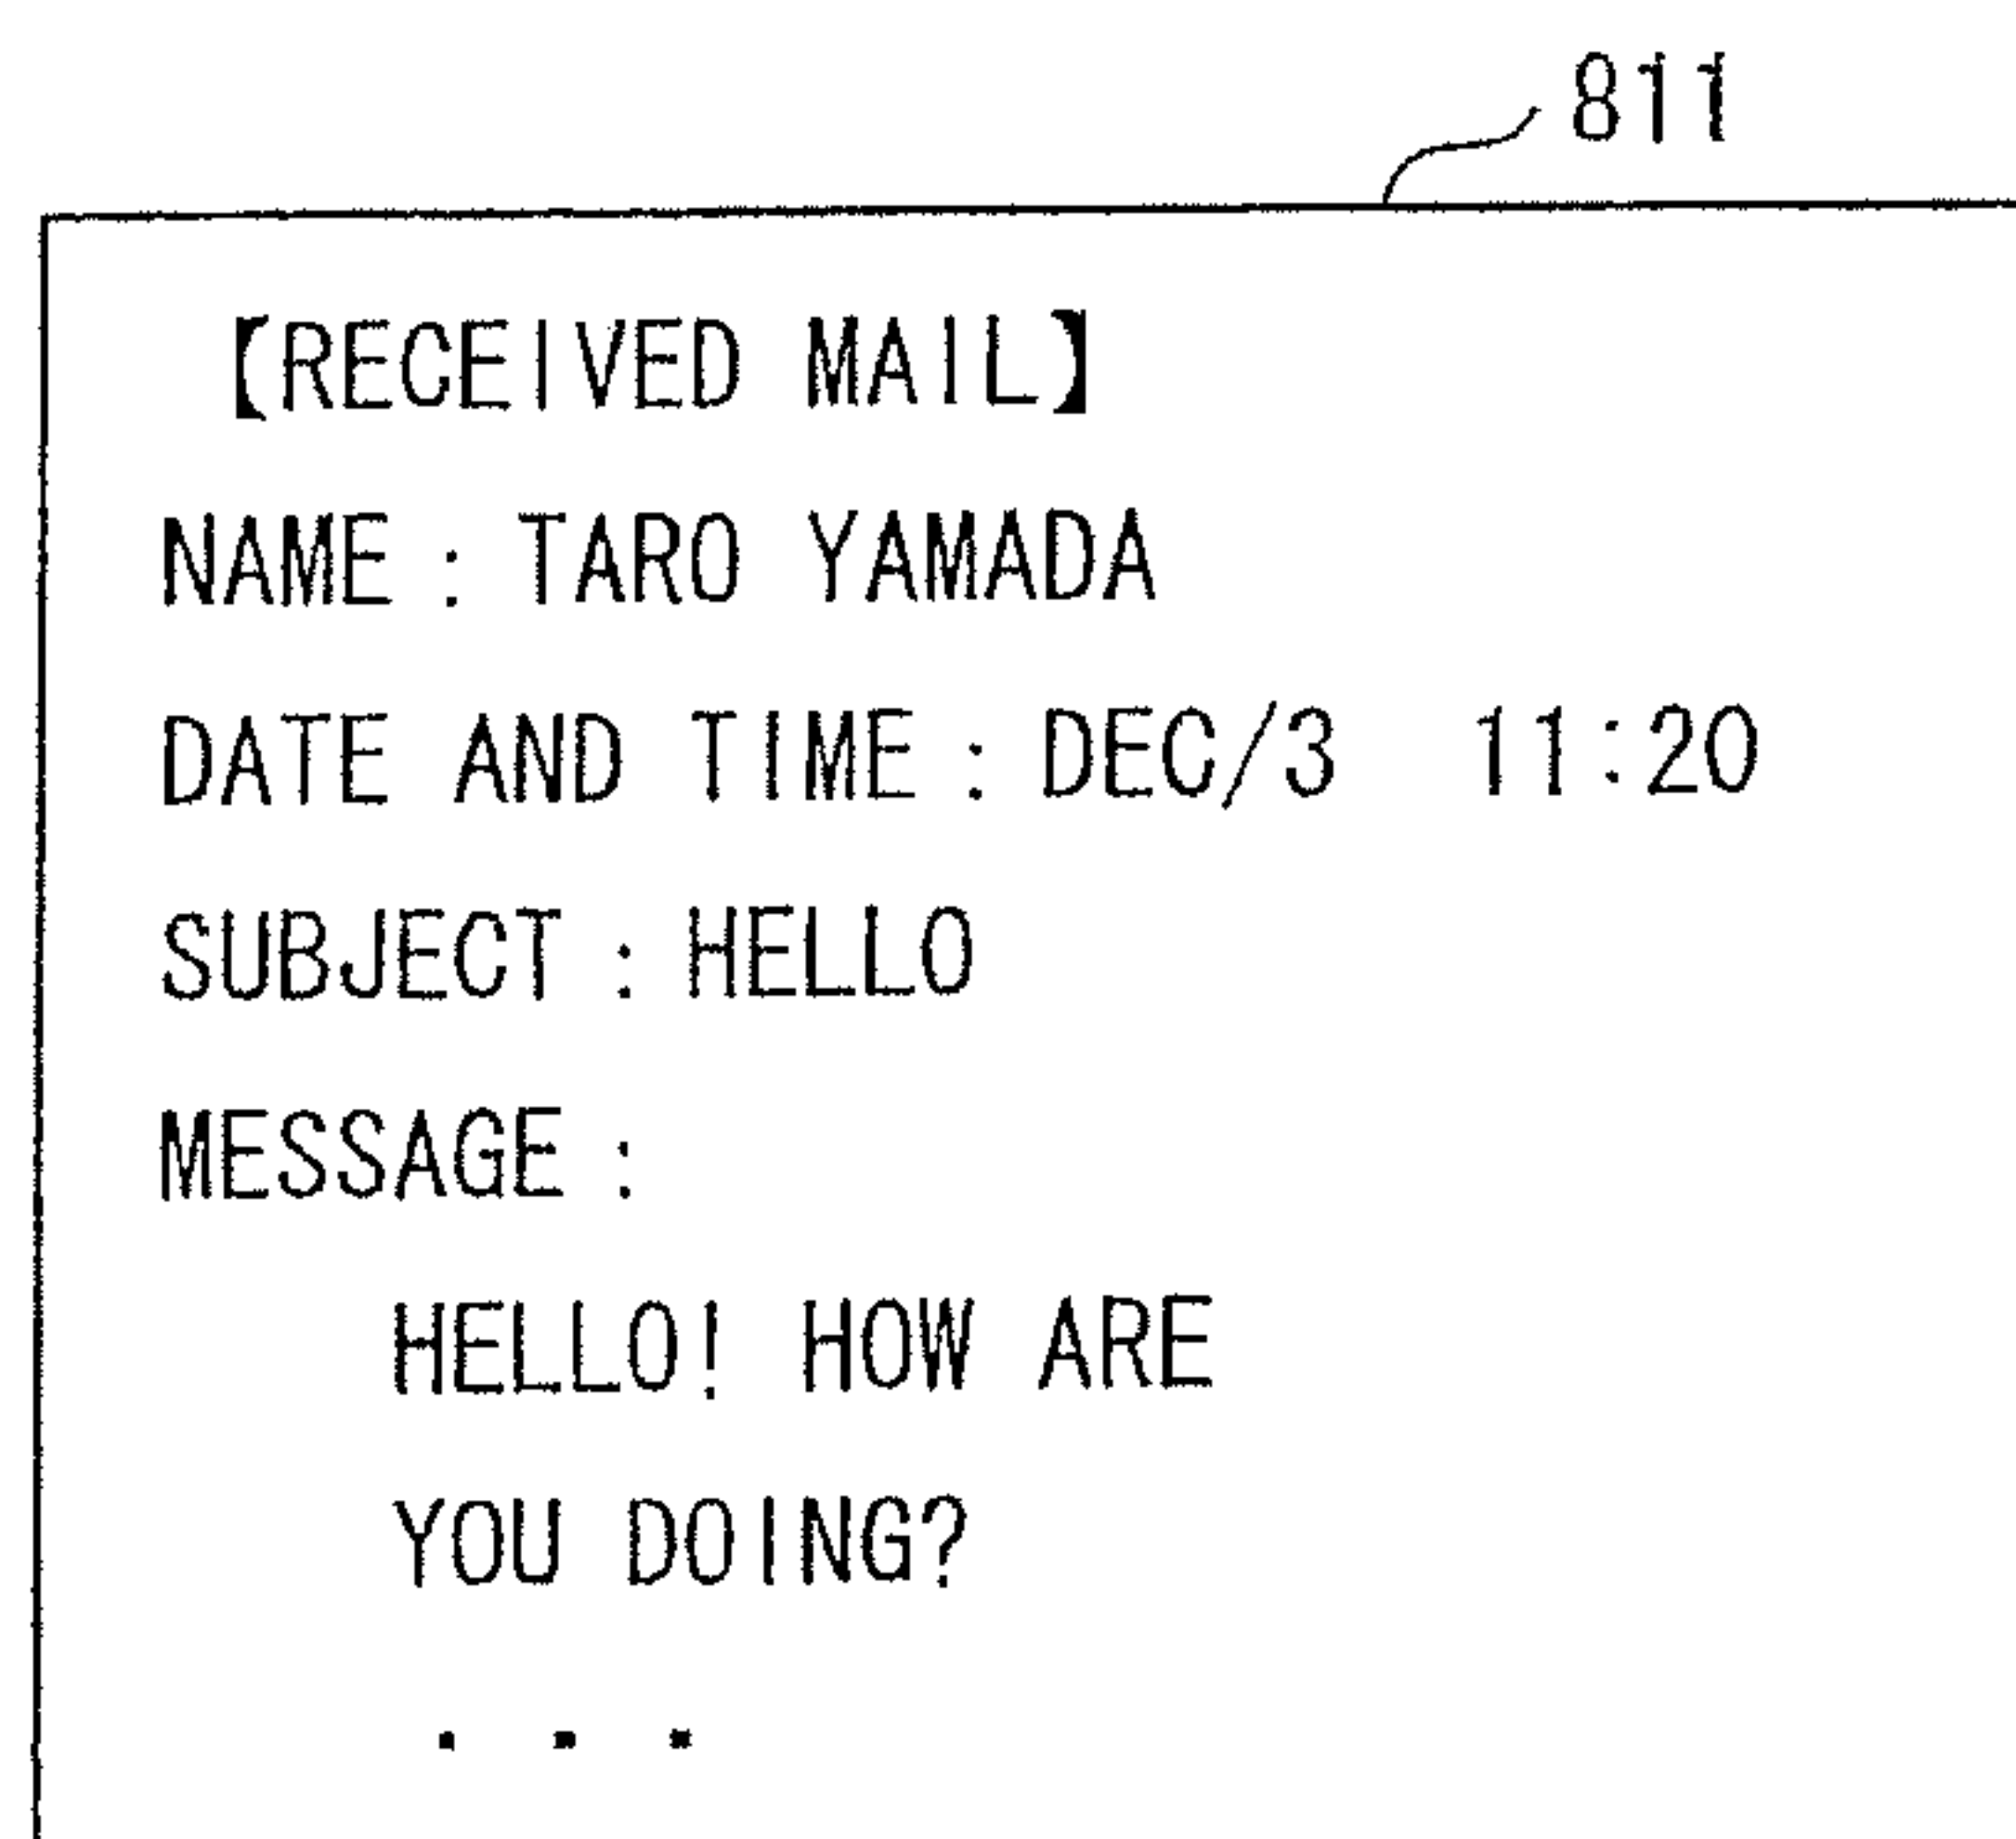 811
【RECEIVED MAIL】
NAME : TARO YAMADA
DATE AND TIME : DEC/3 11:20
SUBJECT : HELLO
MESSAGE :
HELLO! HOW ARE
YOU DOING?
. . .